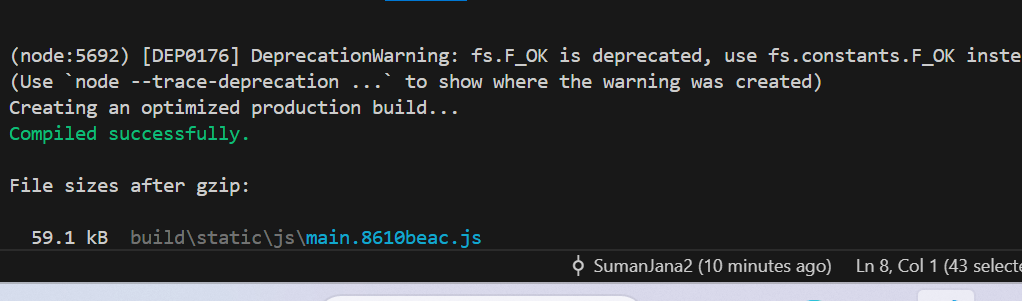 (node:5692) [DEP0176] DeprecationWarning: fs.F_OK is deprecated, use fs.constants.F_OK inste
(Use `node --trace-deprecation ...` to show where the warning was created)
Creating an optimized production build...
Compiled successfully.
File sizes after gzip:
59.1 kB build\static\js\main.8610beac.js
SumanJana2 (10 minutes ago) Ln 8, Col 1 (43 selecte